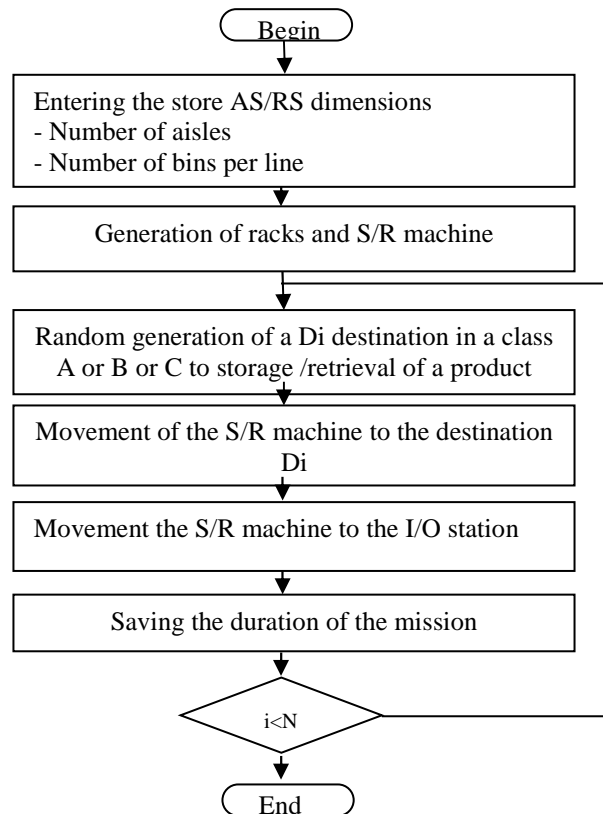 Begin
Entering the store AS/RS dimensions
- Number of aisles
- Number of bins per line
Generation of racks and S/R machine
Random generation of a Di destination in a class
A or B or C to storage /retrieval of a product
Movement of the S/R machine to the destination
Di
Movement the S/R machine to the I/O station
Saving the duration of the mission
i<N
End